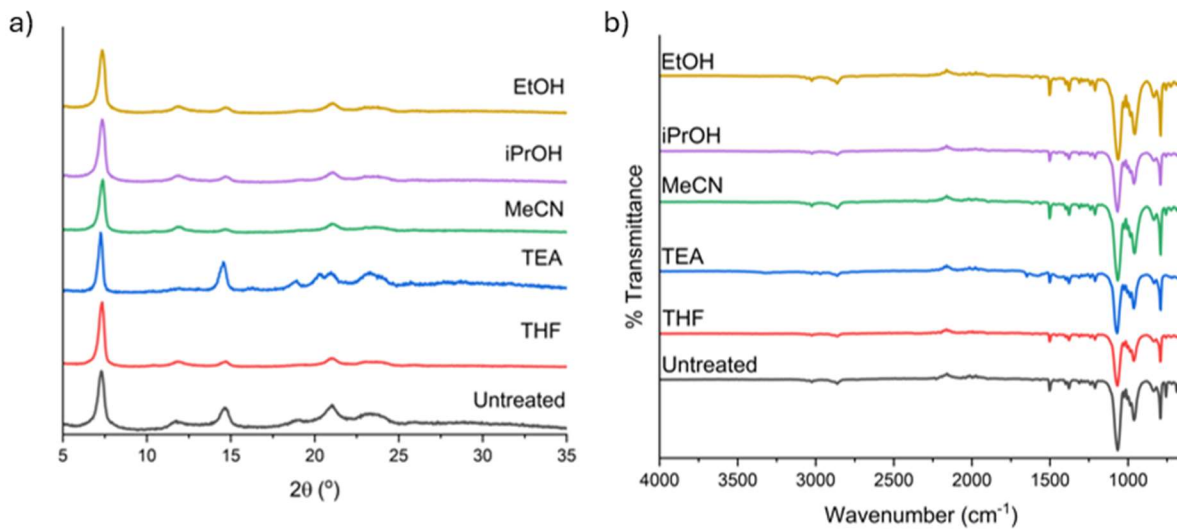 a)
EtOH
iPrOH
MeCN
TEA
THF
Untreated
5 10 15 20 25 30 35
2θ (°)
b)
% Transmittance
EtOH
iPrOH
MeCN
TEA
THF
Untreated
4000 3500 3000 2500 2000 1500 1000
Wavenumber (cm⁻¹)